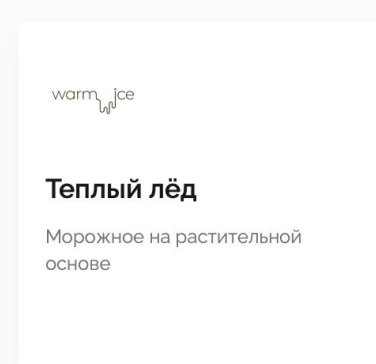 warm ice
Теплый лёд
Морожное на растительной
основе